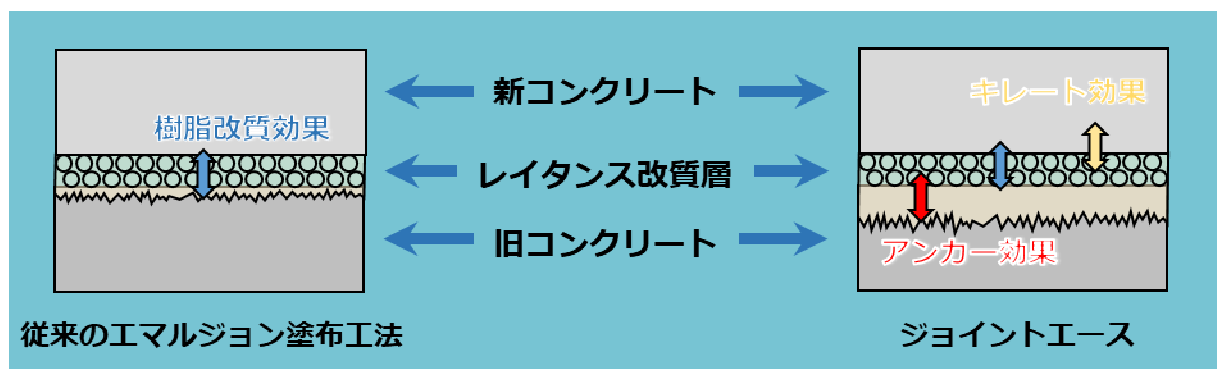 新コンクリート
キレート効果
樹脂改質効果
レイタンス改質層
旧コンクリート
アンカー効果
従来のエマルジョン塗布工法
ジョイントエース